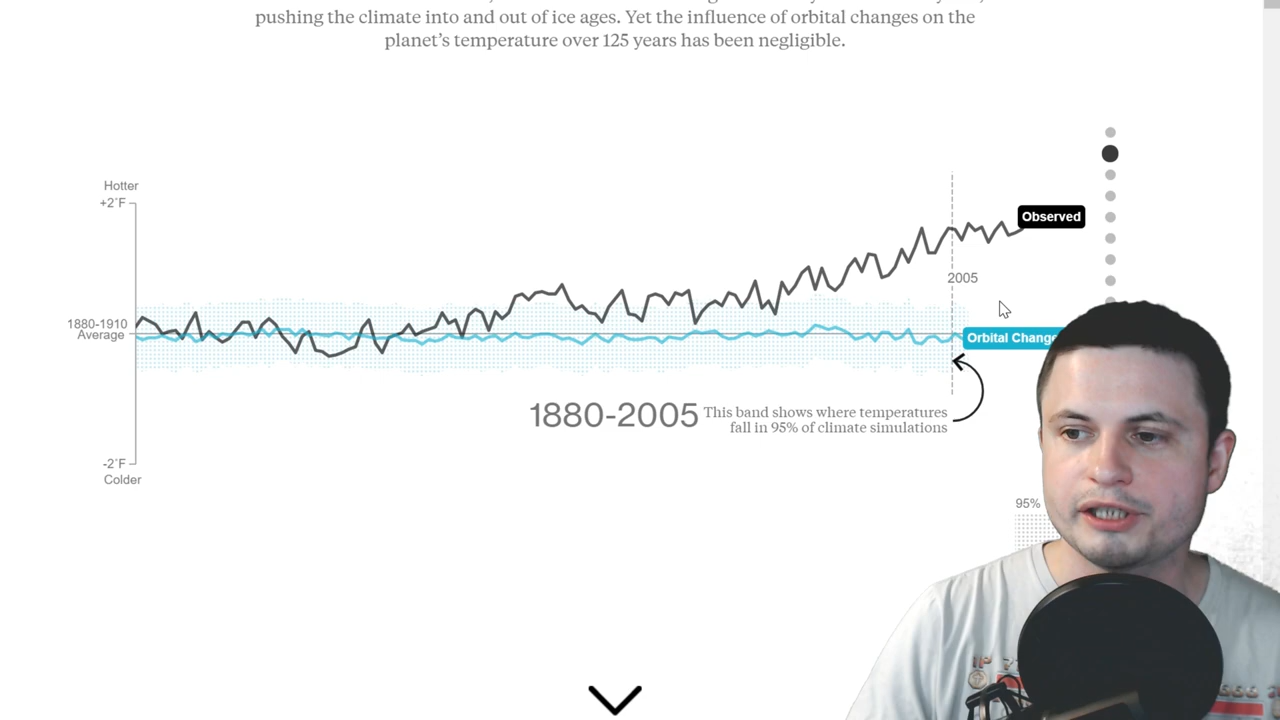 pushing the climate into and out of ice ages. Yet the influence of orbital changes on the
planet's temperature over 125 years has been negligible.
Hotter
+2°F
Observed
2005
1880-1910
Average
Orbital Change
1880-2005
This band shows where temperatures
fall in 95% of climate simulations
-2°F
Colder
95%